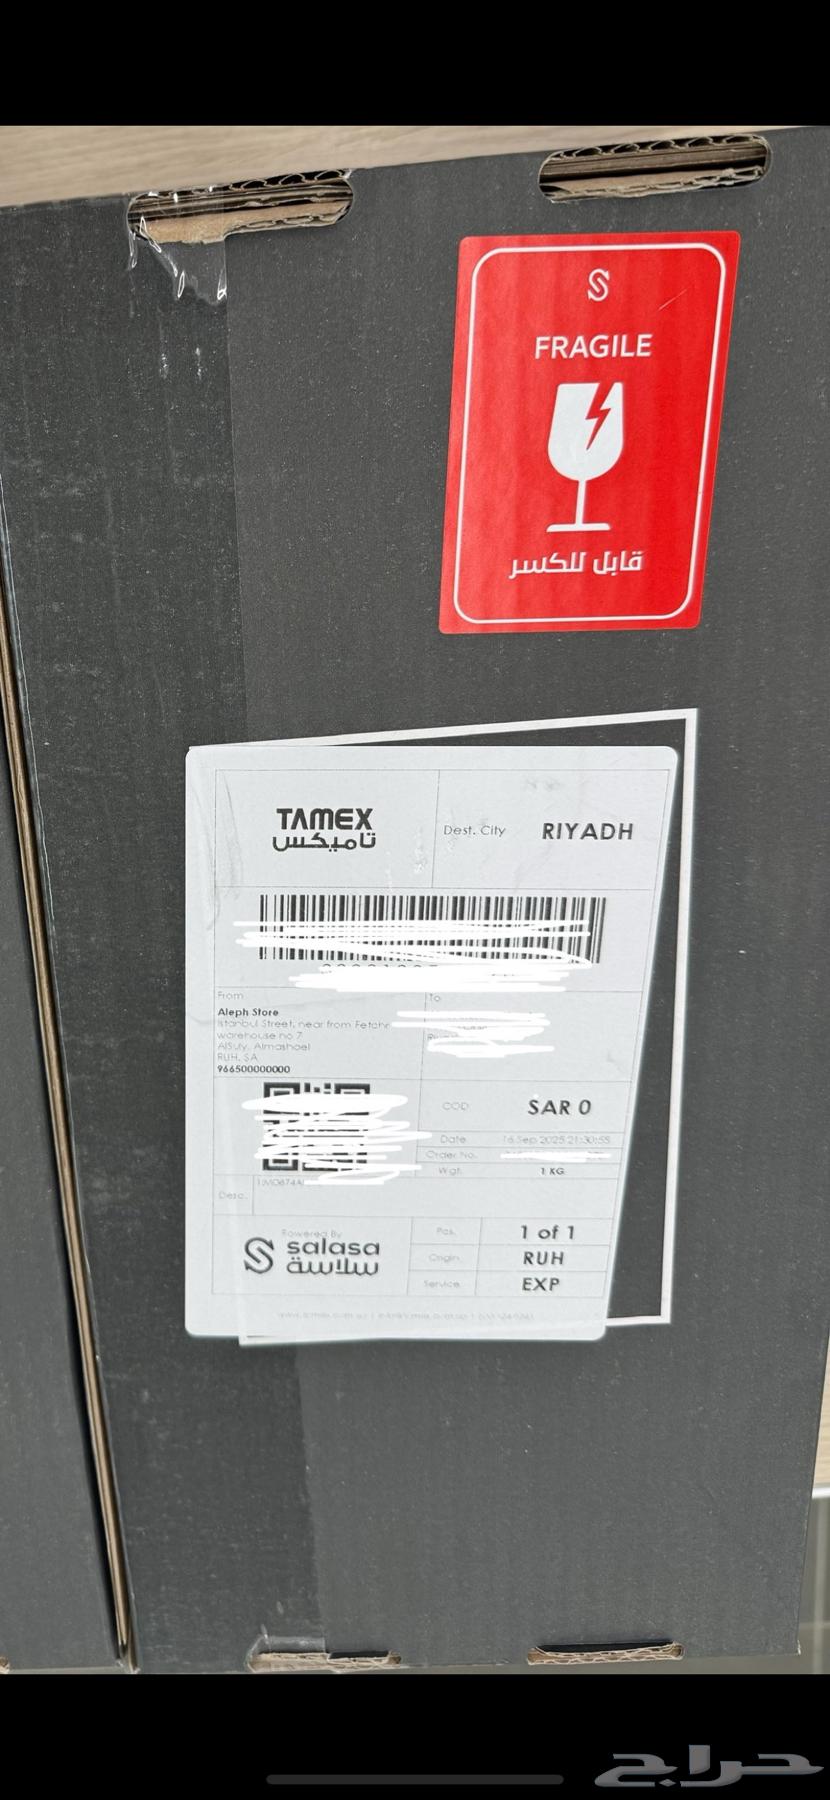 FRAGILE
قابل للكسر
TAMEX
تاميكس
Dest. City RIYADH
From
To
Aleph Store
Istanbul Street, near from Fetchr
warehouse no 7
AlSuly, Almashael
RUH, SA
966500000000
COD SAR 0
Date 16 Sep 2025 21:30:55
Order No.
Wgt. 1 KG
Desc.
Powered By
salasa
سلاسة
Pcs. 1 of 1
Origin RUH
Service EXP
حراج